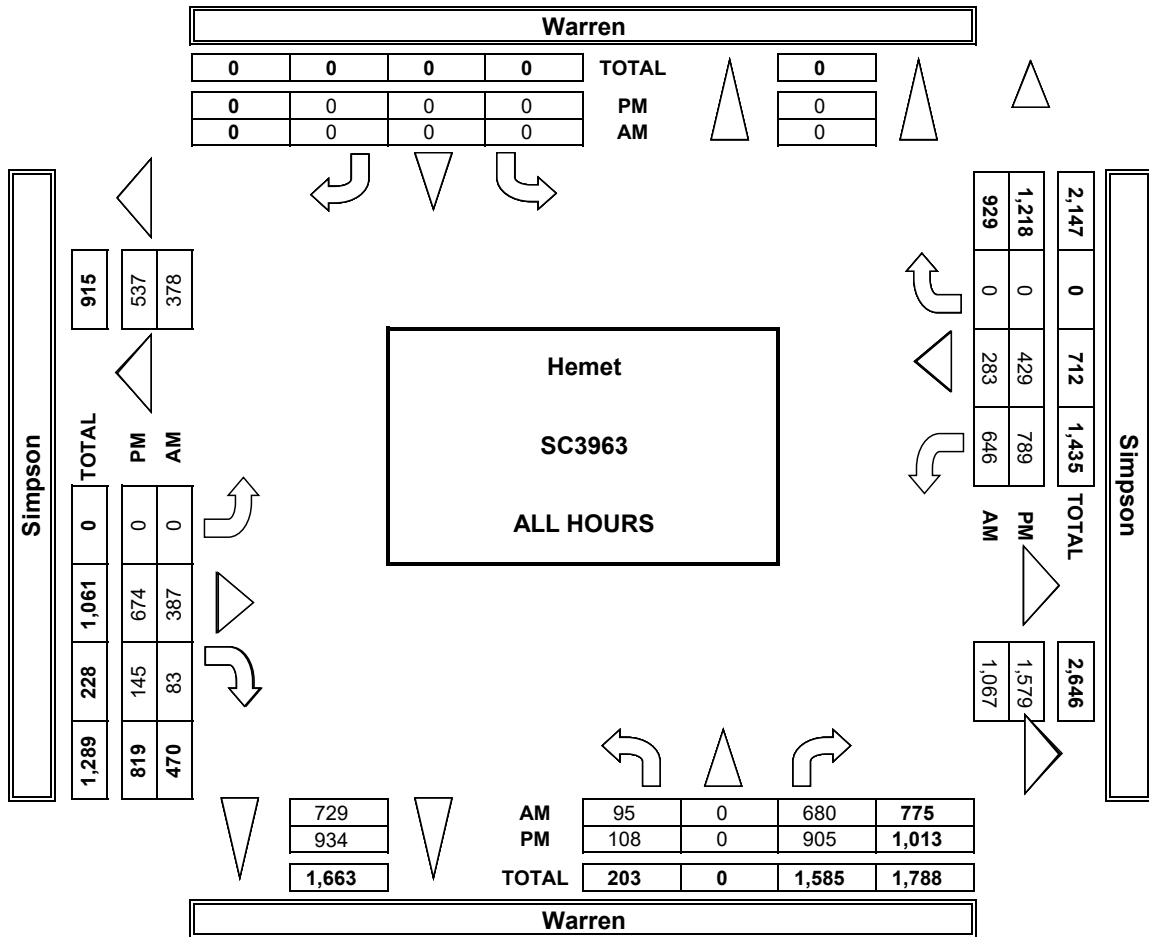 Warren
0 0 0 0 TOTAL 0
0 0 0 0 PM 0
0 0 0 0 AM 0
Simpson
915
537
378
TOTAL
PM
AM
0 1,061 228 1,289
0 674 145 819
0 387 83 470
Hemet
SC3963
ALL HOURS
2,147 0 712 1,435 TOTAL 2,646
1,218 0 429 789 PM 1,579
929 0 283 646 AM 1,067
Simpson
729 AM 95 0 680 775
934 PM 108 0 905 1,013
1,663 TOTAL 203 0 1,585 1,788
Warren